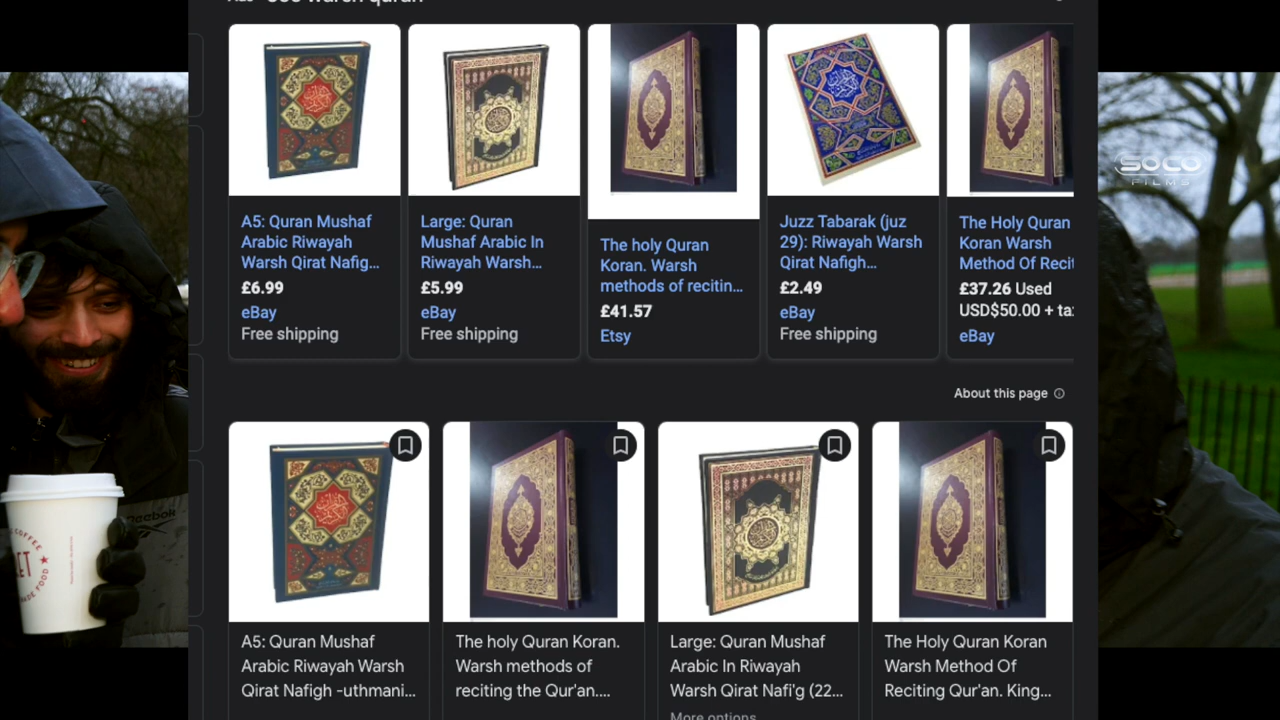 warsh quran
A5: Quran Mushaf
Arabic Riwayah
Warsh Qirat Nafig...
£6.99
eBay
Free shipping
Large: Quran
Mushaf Arabic In
Riwayah Warsh...
£5.99
eBay
Free shipping
The holy Quran
Koran. Warsh
methods of recitin...
£41.57
Etsy
Juzz Tabarak (juz
29): Riwayah Warsh
Qirat Nafigh...
£2.49
eBay
Free shipping
The Holy Quran
Koran Warsh
Method Of Recit
£37.26 Used
USD$50.00 + ta
eBay
SOCO
FILMS
About this page
A5: Quran Mushaf
Arabic Riwayah Warsh
Qirat Nafigh -uthmani...
The holy Quran Koran.
Warsh methods of
reciting the Qur'an....
Large: Quran Mushaf
Arabic In Riwayah
Warsh Qirat Nafi'g (22...
More options
The Holy Quran Koran
Warsh Method Of
Reciting Qur'an. King...
Reebok
COFFEE
FOOD